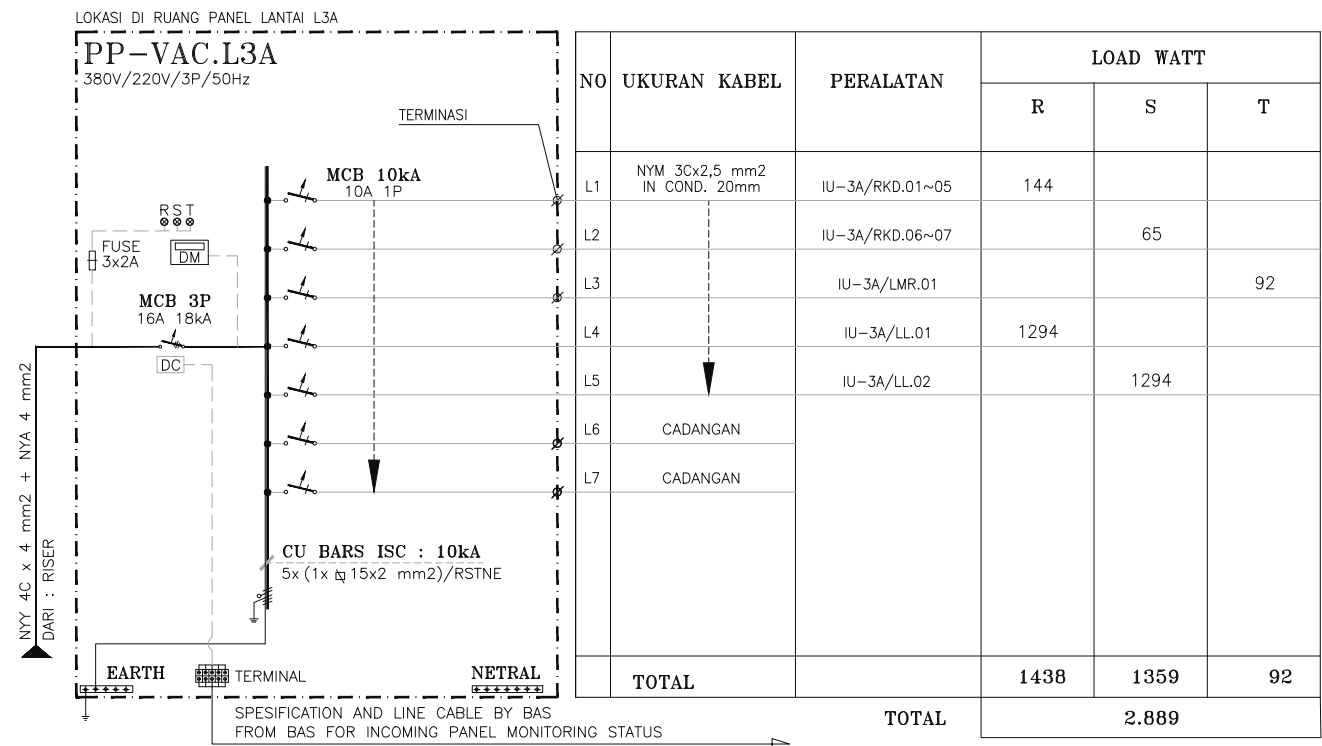 LOKASI DI RUANG PANEL LANTAI L3A
PP-VAC.L3A
380V/220V/3P/50Hz
TERMINASI
MCB 10kA
10A 1P
R S T
FUSE
3x2A
DM
MCB 3P
16A 18kA
DC
NYY 4C x 4 mm2 + NYA 4 mm2
DARI : RISER
CU BARS ISC : 10kA
5x (1x 15x2 mm2)/RSTNE
EARTH
TERMINAL
NETRAL
SPESIFICATION AND LINE CABLE BY BAS
FROM BAS FOR INCOMING PANEL MONITORING STATUS
NO UKURAN KABEL PERALATAN LOAD WATT
R S T
L1 NYM 3Cx2,5 mm2 IU-3A/RKD.01~05 144
IN COND. 20mm
L2 IU-3A/RKD.06~07 65
L3 IU-3A/LMR.01 92
L4 IU-3A/LL.01 1294
L5 IU-3A/LL.02 1294
L6 CADANGAN
L7 CADANGAN
TOTAL 1438 1359 92
TOTAL 2.889